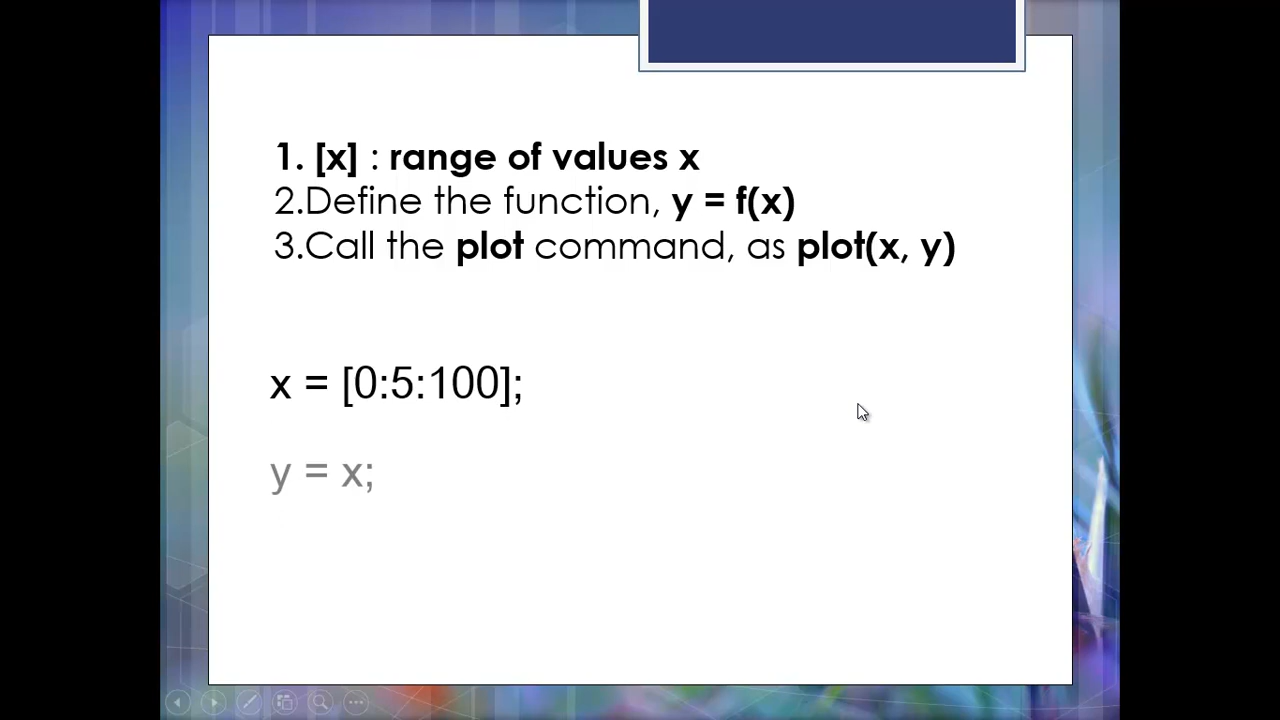 1. [x] : range of values x
2.Define the function, y = f(x)
3.Call the plot command, as plot(x, y)
x = [0:5:100];
y = x;